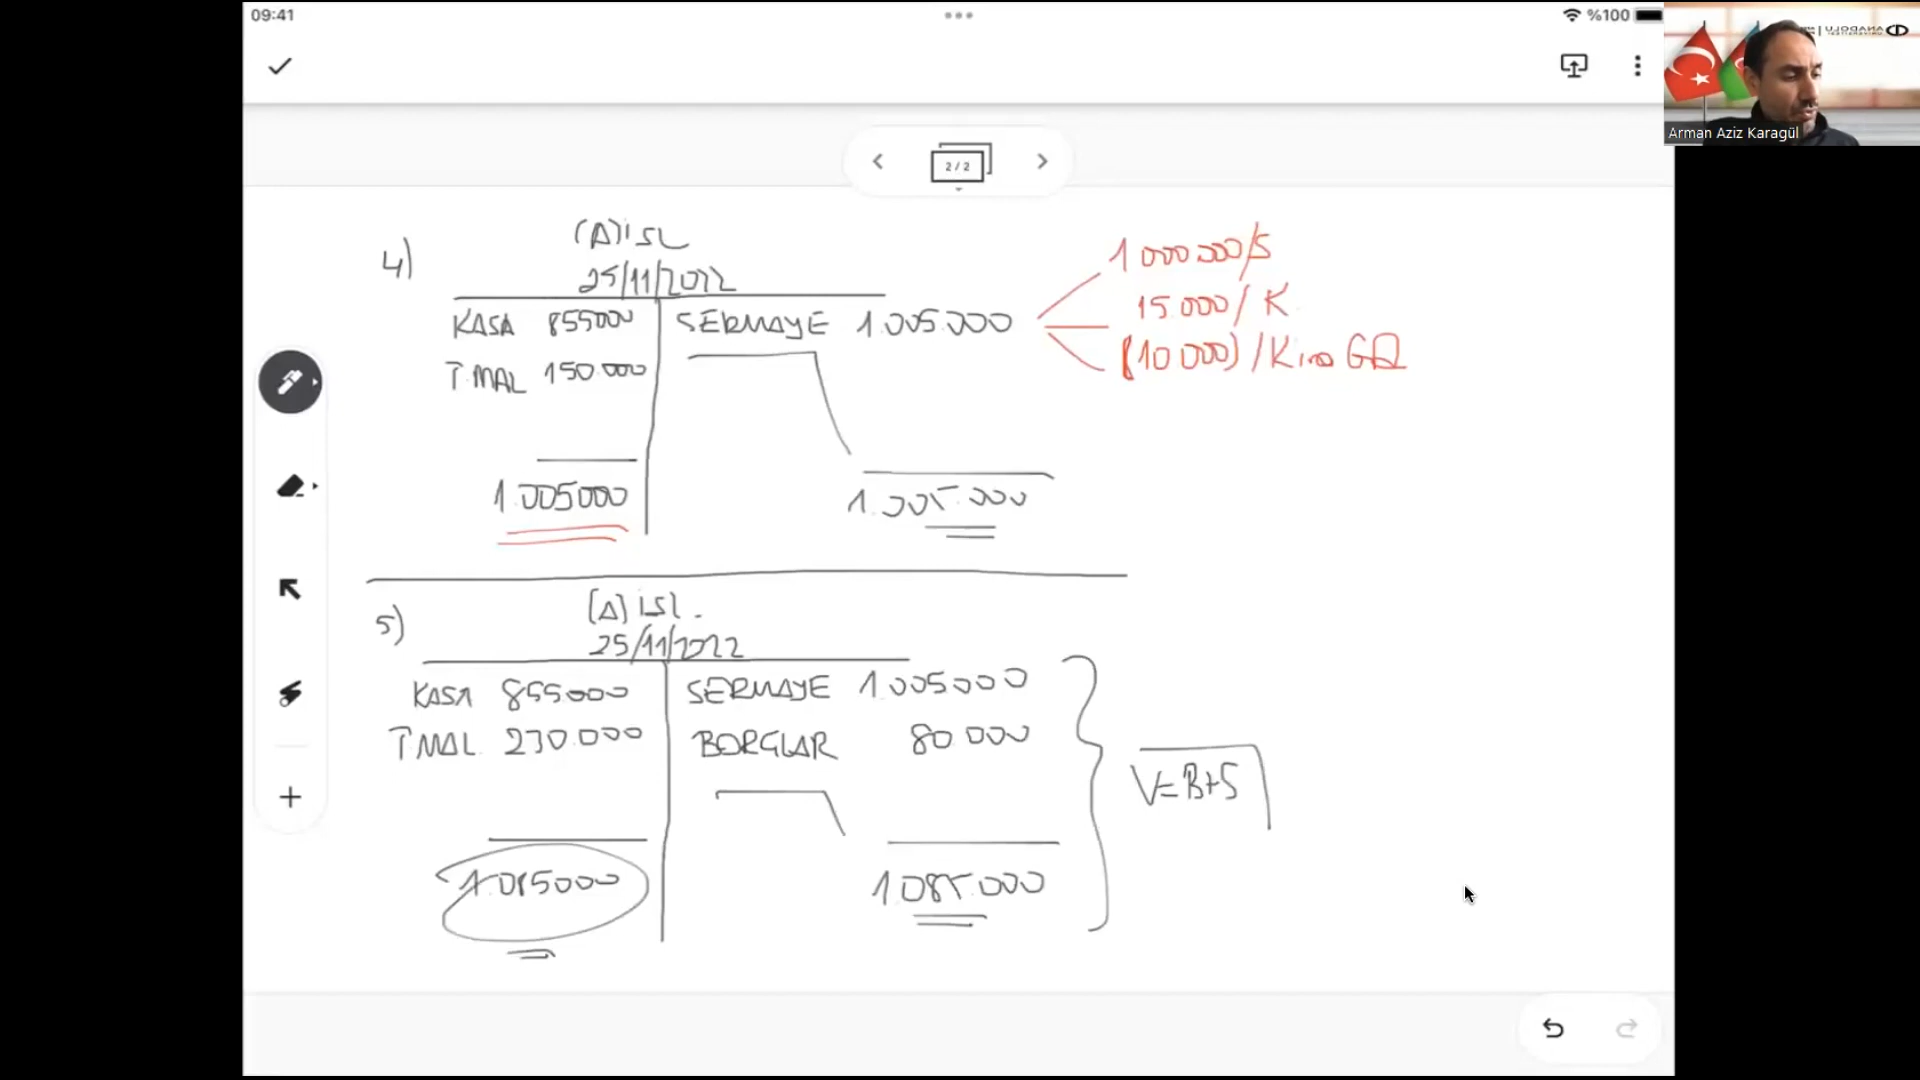 09:41
%100
Arman Aziz Karagül
2 / 2
4)
(A) İŞL
25/11/2022
KASA 855000
SERMAYE 1.005.000
T.MAL 150.000
1 000 000/S
15.000/ K
(10 000) /Kira GD
1.005000
1.005.000
5)
(A) İŞL.
25/11/2022
KASA 855000
SERMAYE 1.005000
T.MAL 230.000
BORÇLAR 80.000
V=B+S
1.085000
1.085.000